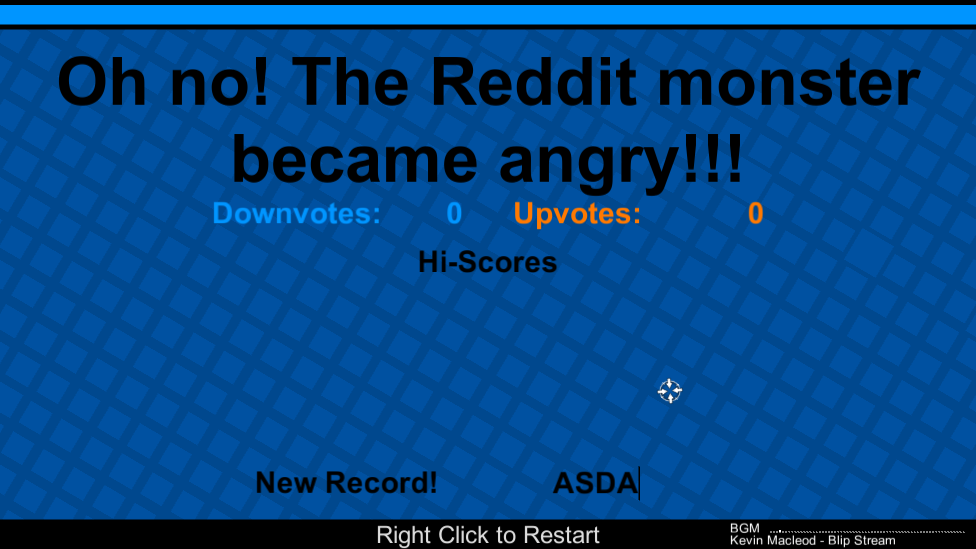 Oh no! The Reddit monster
became angry!!!
Downvotes: 0 Upvotes: 0
Hi-Scores
New Record! ASDA
Right Click to Restart
BGM
Kevin Macleod - Blip Stream